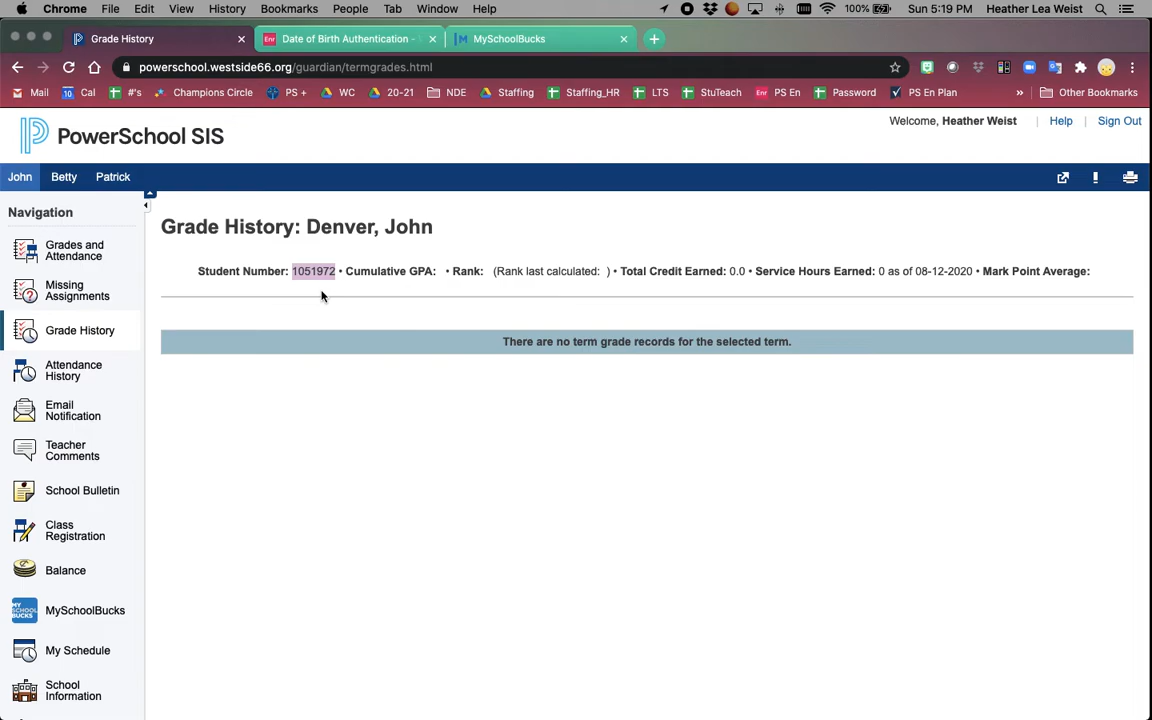 Chrome File Edit View History Bookmarks People Tab Window Help 100% Sun 5:19 PM Heather Lea Weist
Grade History Date of Birth Authentication - MySchoolBucks
powerschool.westside66.org/guardian/termgrades.html
Mail Cal #'s Champions Circle PS + WC 20-21 NDE Staffing Staffing_HR LTS StuTeach PS En Password PS En Plan » Other Bookmarks
PowerSchool SIS
Welcome, Heather Weist | Help | Sign Out
John Betty Patrick
Navigation
Grades and
Attendance
Missing
Assignments
Grade History
Attendance
History
Email
Notification
Teacher
Comments
School Bulletin
Class
Registration
Balance
MY
SCHOOL
BUCKS
MySchoolBucks
My Schedule
School
Information
Grade History: Denver, John
Student Number: 1051972 • Cumulative GPA: • Rank: (Rank last calculated: ) • Total Credit Earned: 0.0 • Service Hours Earned: 0 as of 08-12-2020 • Mark Point Average:
There are no term grade records for the selected term.